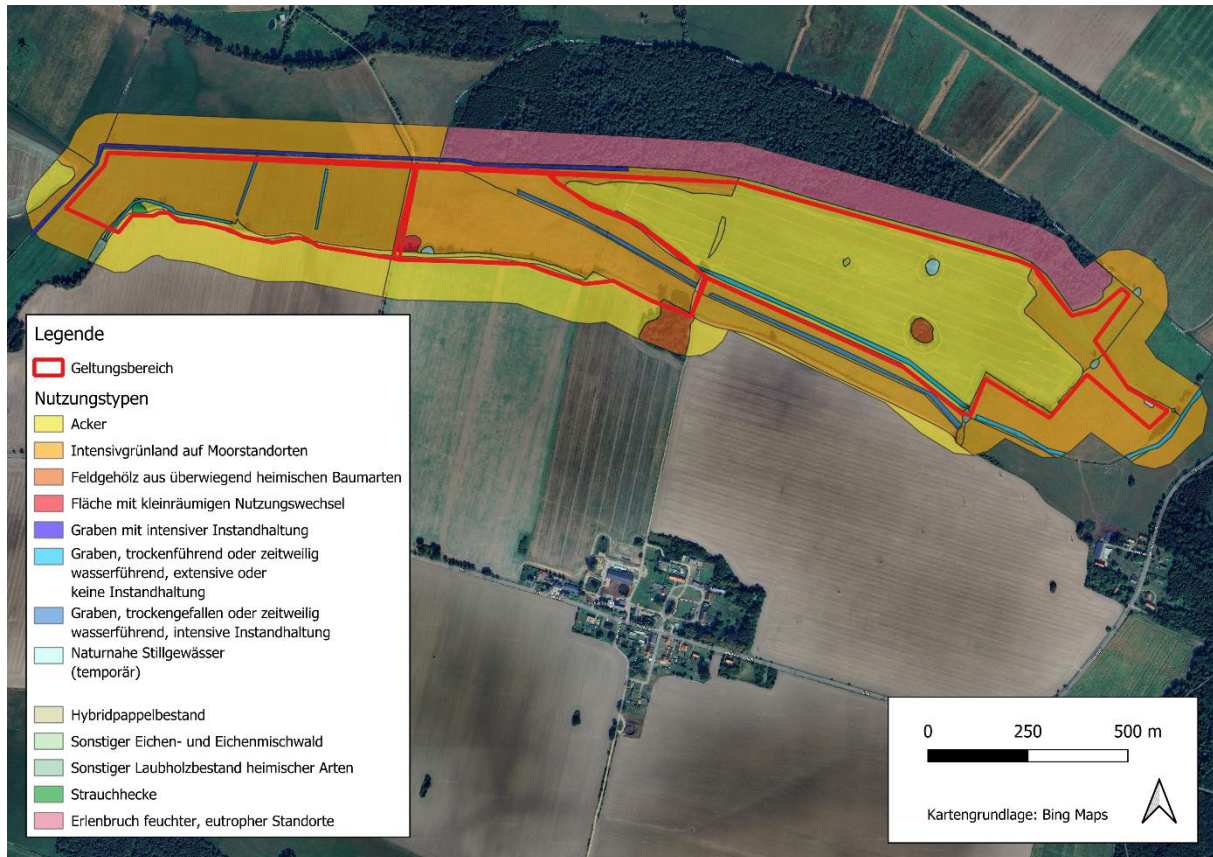 Legende
Geltungsbereich
Nutzungstypen
Acker
Intensivgrünland auf Moorstandorten
Feldgehölz aus überwiegend heimischen Baumarten
Fläche mit kleinräumigen Nutzungswechsel
Graben mit intensiver Instandhaltung
Graben, trockenführend oder zeitweilig
wasserführend, extensive oder
keine Instandhaltung
Graben, trockengefallen oder zeitweilig
wasserführend, intensive Instandhaltung
Naturnahe Stillgewässer
(temporär)
Hybridpappelbestand
Sonstiger Eichen- und Eichenmischwald
Sonstiger Laubholzbestand heimischer Arten
Strauchhecke
Erlenbruch feuchter, eutropher Standorte
0 250 500 m
Kartengrundlage: Bing Maps